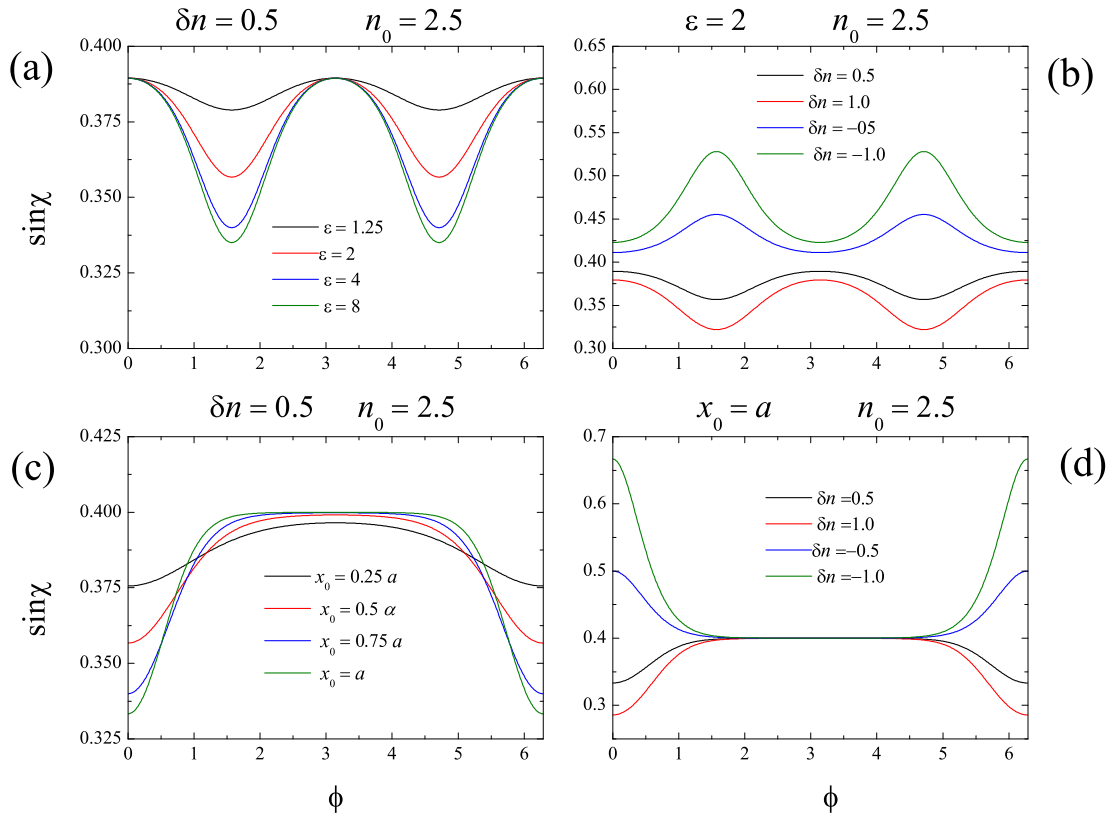 δn = 0.5 n₀ = 2.5
(a)
sinχ
0.400
0.375
0.350
0.325
0.300
ε = 1.25
ε = 2
ε = 4
ε = 8
0 1 2 3 4 5 6
ε = 2 n₀ = 2.5
(b)
0.65
0.60
0.55
0.50
0.45
0.40
0.35
0.30
δn = 0.5
δn = 1.0
δn = −05
δn = −1.0
0 1 2 3 4 5 6
δn = 0.5 n₀ = 2.5
(c)
sinχ
0.425
0.400
0.375
0.350
0.325
x₀ = 0.25 a
x₀ = 0.5 α
x₀ = 0.75 a
x₀ = a
0 1 2 3 4 5 6
ϕ
x₀ = a n₀ = 2.5
(d)
0.7
0.6
0.5
0.4
0.3
δn =0.5
δn =1.0
δn =−0.5
δn =−1.0
0 1 2 3 4 5 6
ϕ